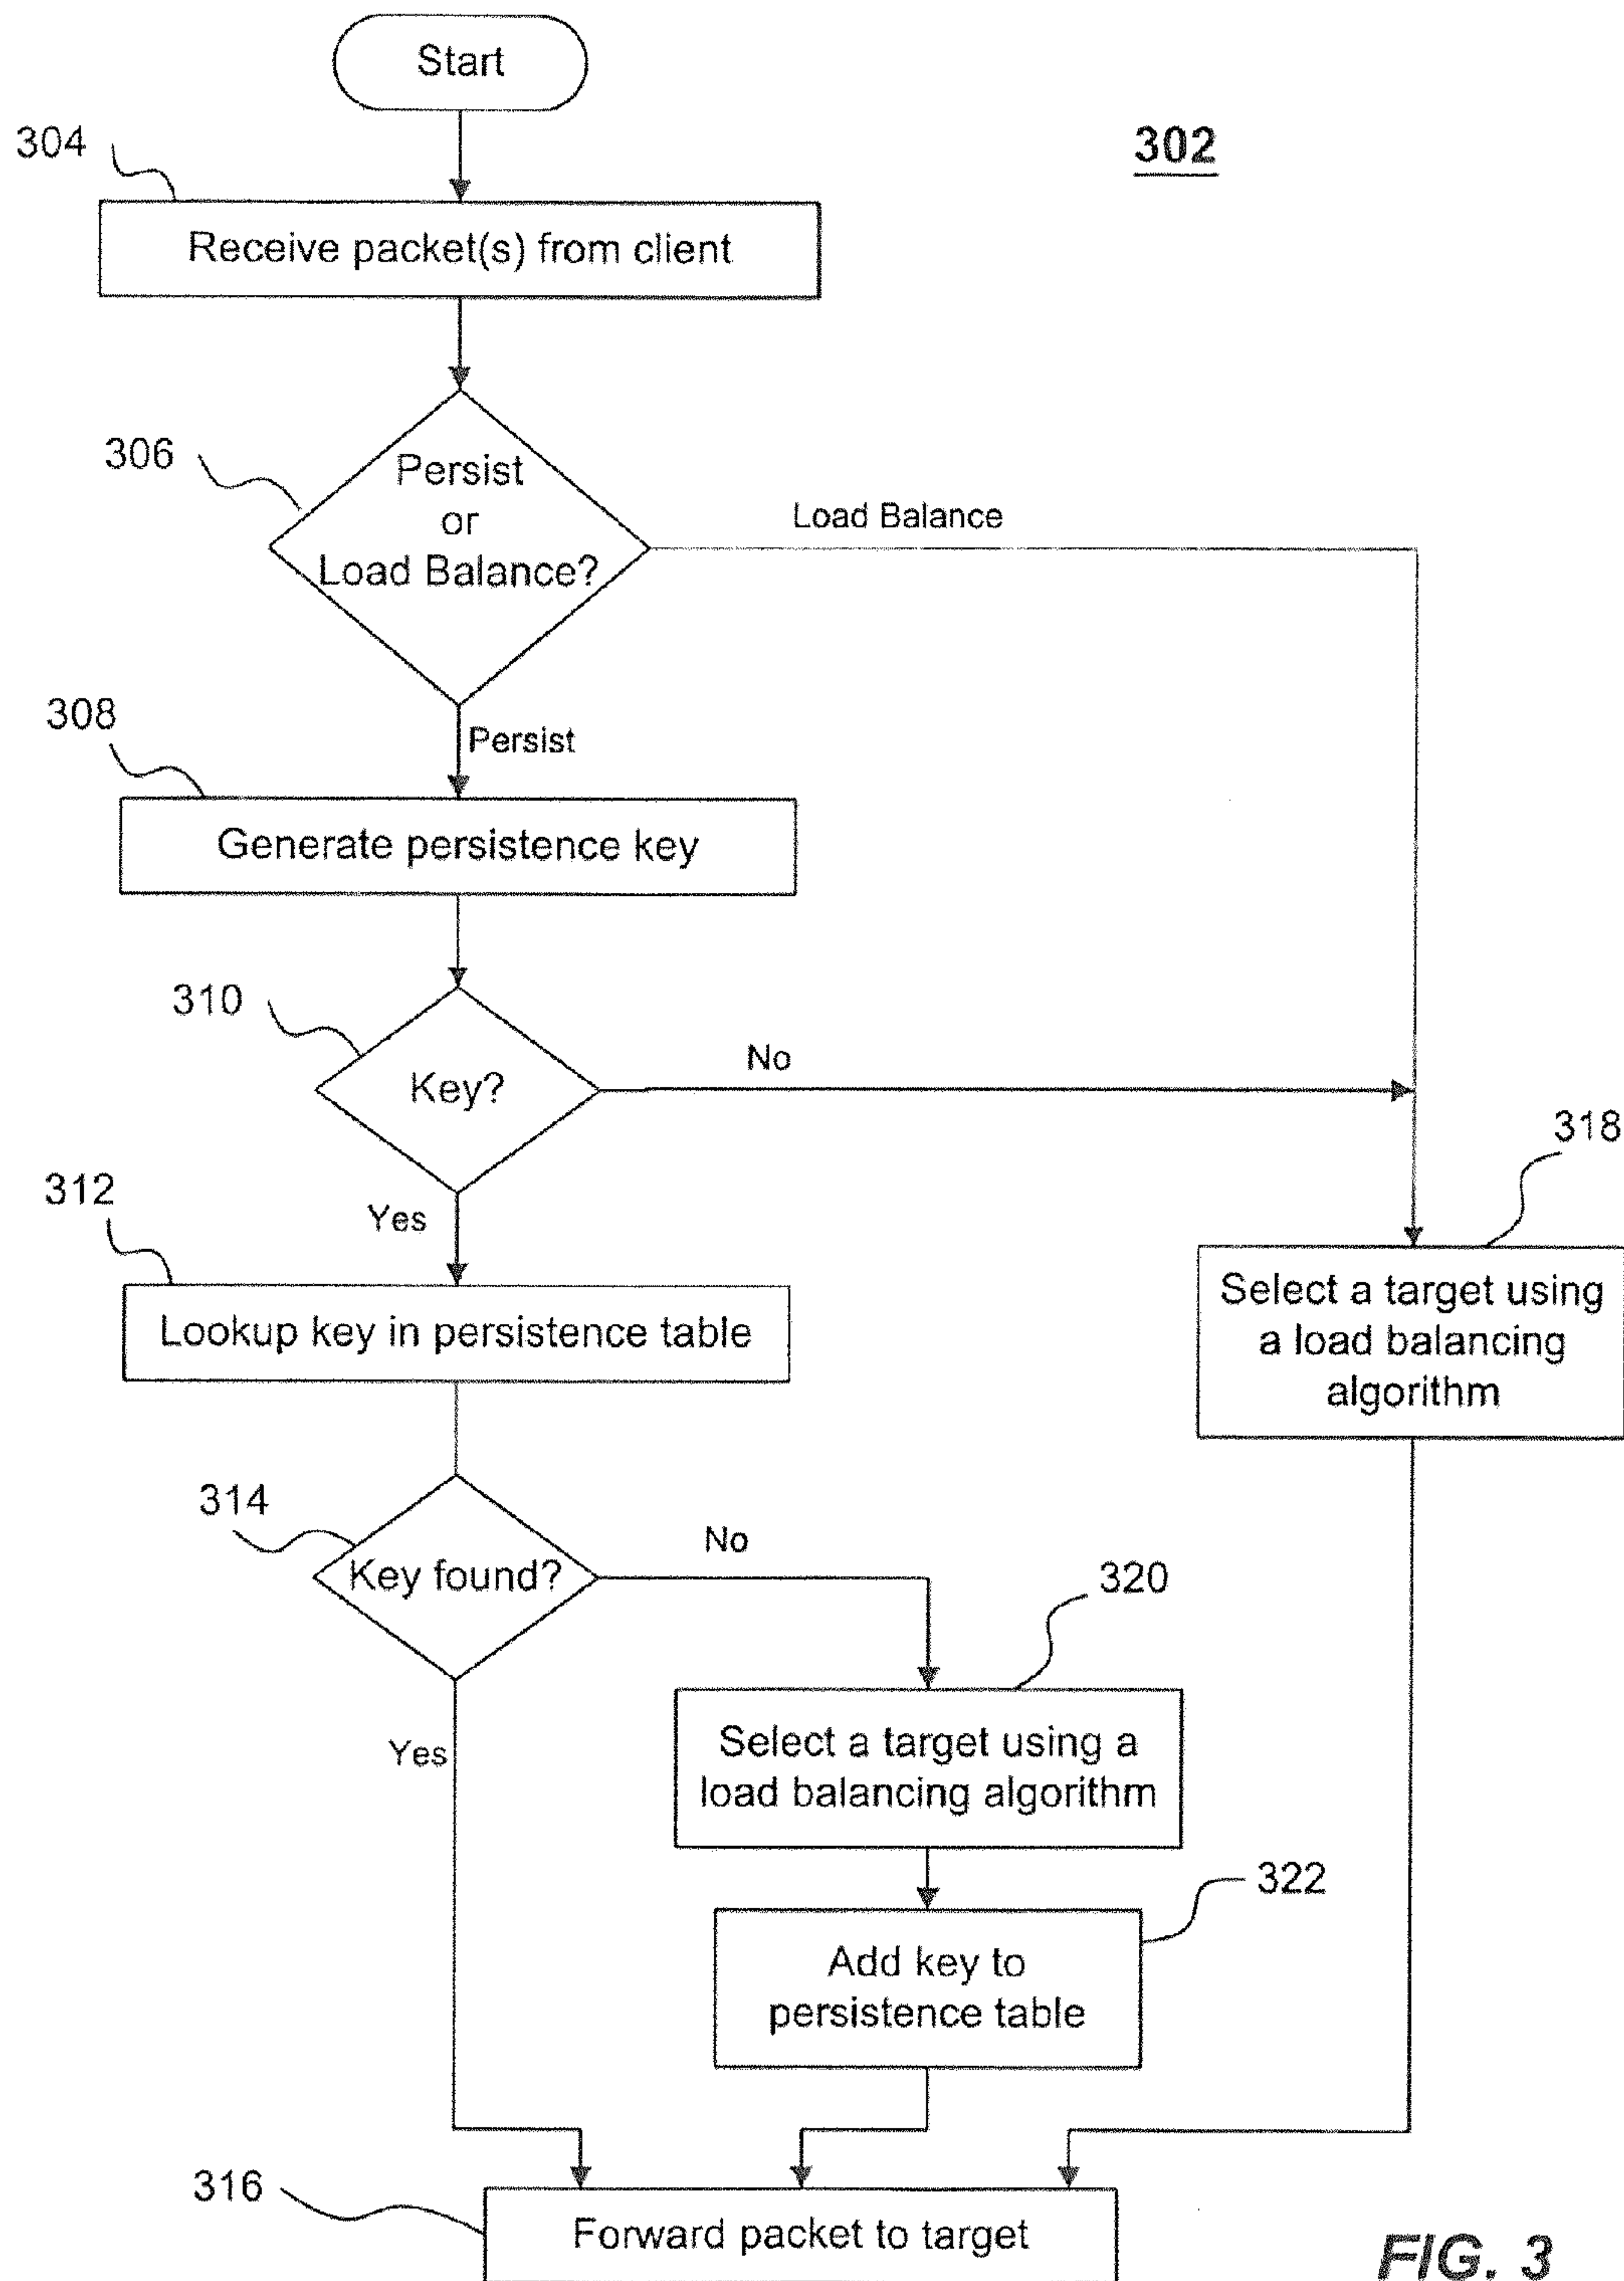 Start
302
304
Receive packet(s) from client
306
Persist
or
Load Balance?
Load Balance
308
Persist
Generate persistence key
310
Key?
No
318
312
Yes
Lookup key in persistence table
Select a target using
a load balancing
algorithm
314
Key found?
No
320
Yes
Select a target using a
load balancing algorithm
322
Add key to
persistence table
316
Forward packet to target
FIG. 3